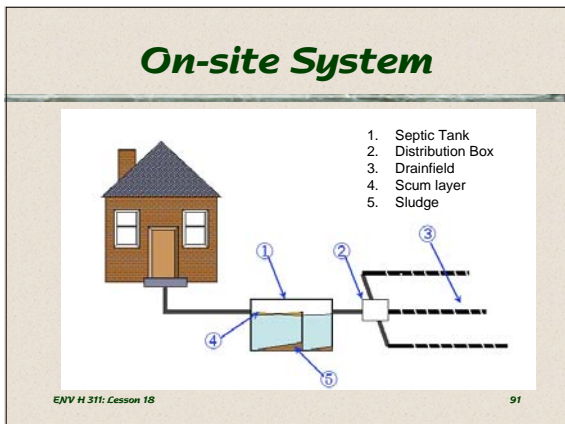 On-site System
1. Septic Tank
2. Distribution Box
3. Drainfield
4. Scum layer
5. Sludge
1
2
3
4
5
ENV H 311: Lesson 18
91